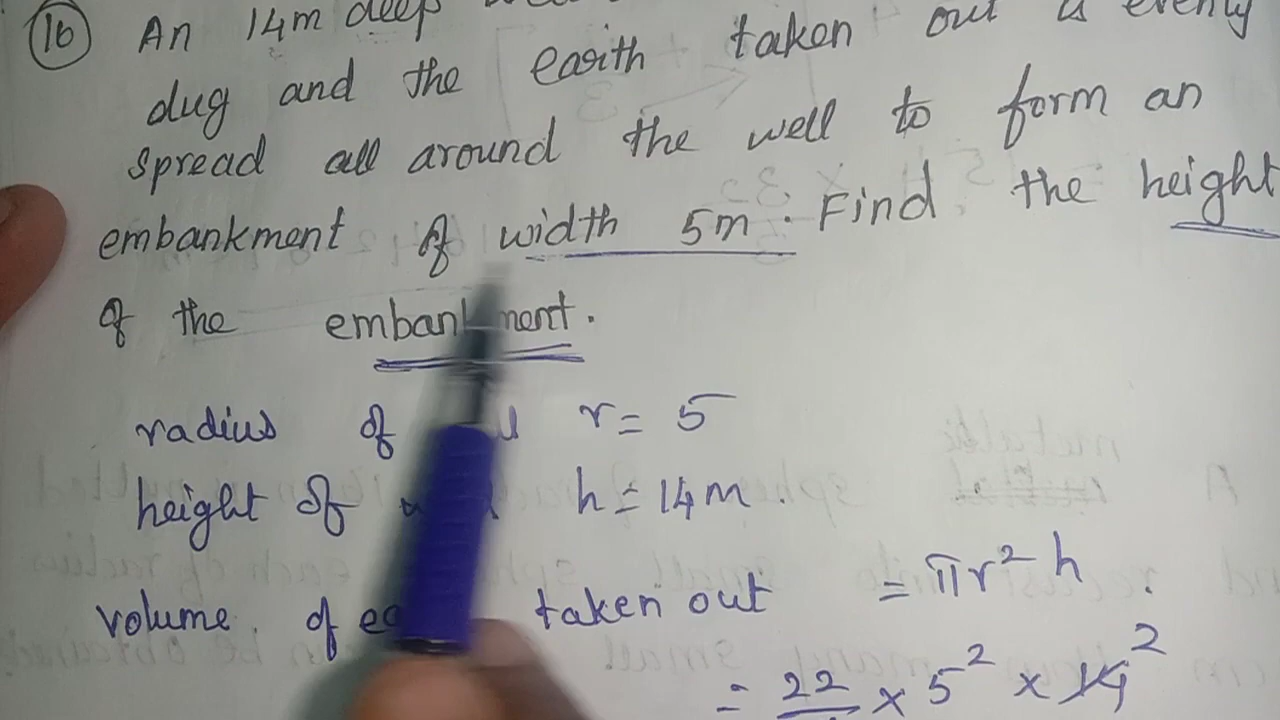 16 An 14m deep
dug and the earth taken out is evenly
spread all around the well to form an
embankment of width 5m. Find the height
of the embankment.
radius of r = 5
height of h = 14m.
volume of taken out = πr² h.
= 22 × 5² × 14 2